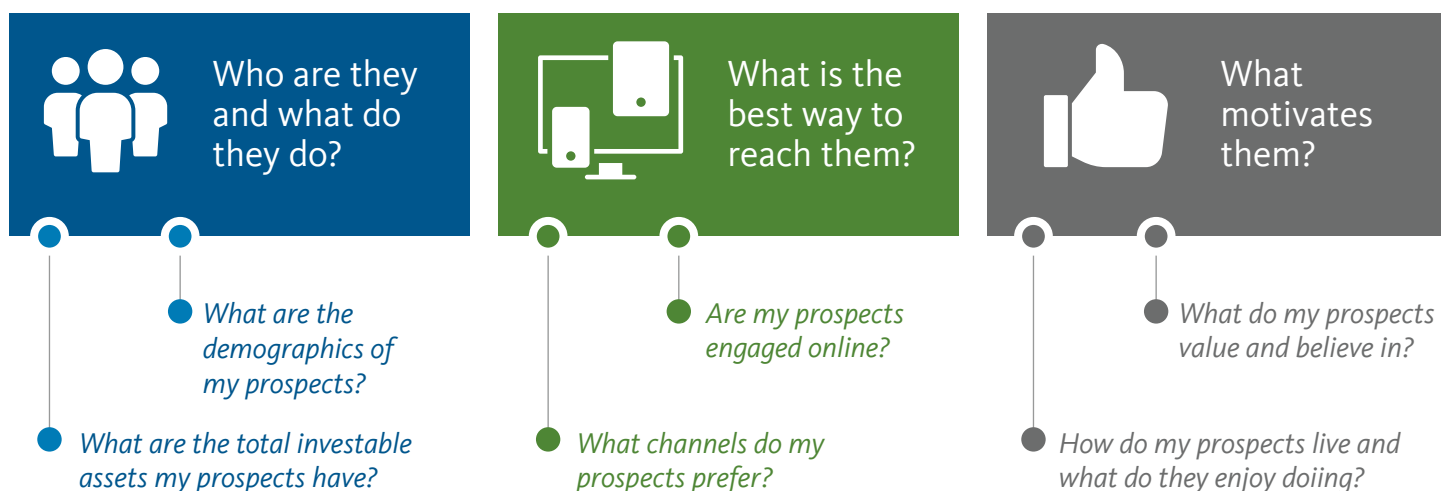 Who are they
and what do
they do?
What are the
demographics of
my prospects?
What are the total investable
assets my prospects have?
What is the
best way to
reach them?
Are my prospects
engaged online?
What channels do my
prospects prefer?
What
motivates
them?
What do my prospects
value and believe in?
How do my prospects live and
what do they enjoy doiing?